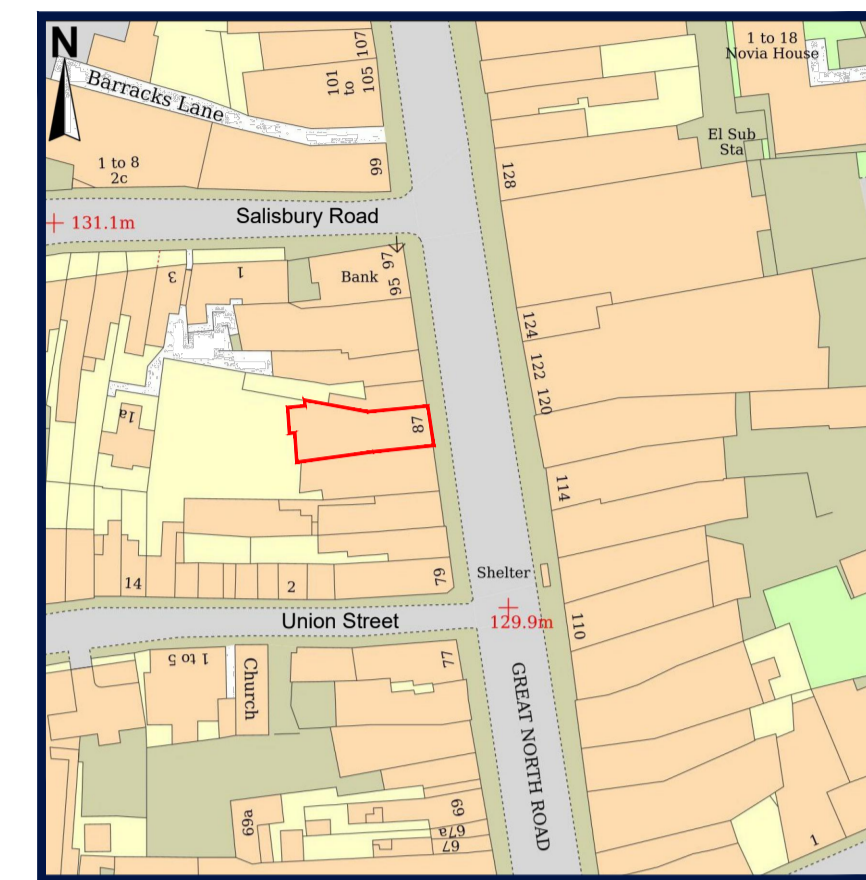 N
107
101
to
105
1 to 18
Novia House
Barracks Lane
El Sub
Sta
1 to 8
2c
99
128
Salisbury Road
131.1m
97
95
Bank
3
1
124
122
120
1a
87
114
Shelter
79
14
2
Union Street
129.9m
110
1 to 5
Church
77
GREAT NORTH ROAD
69
69a
67a
67
1